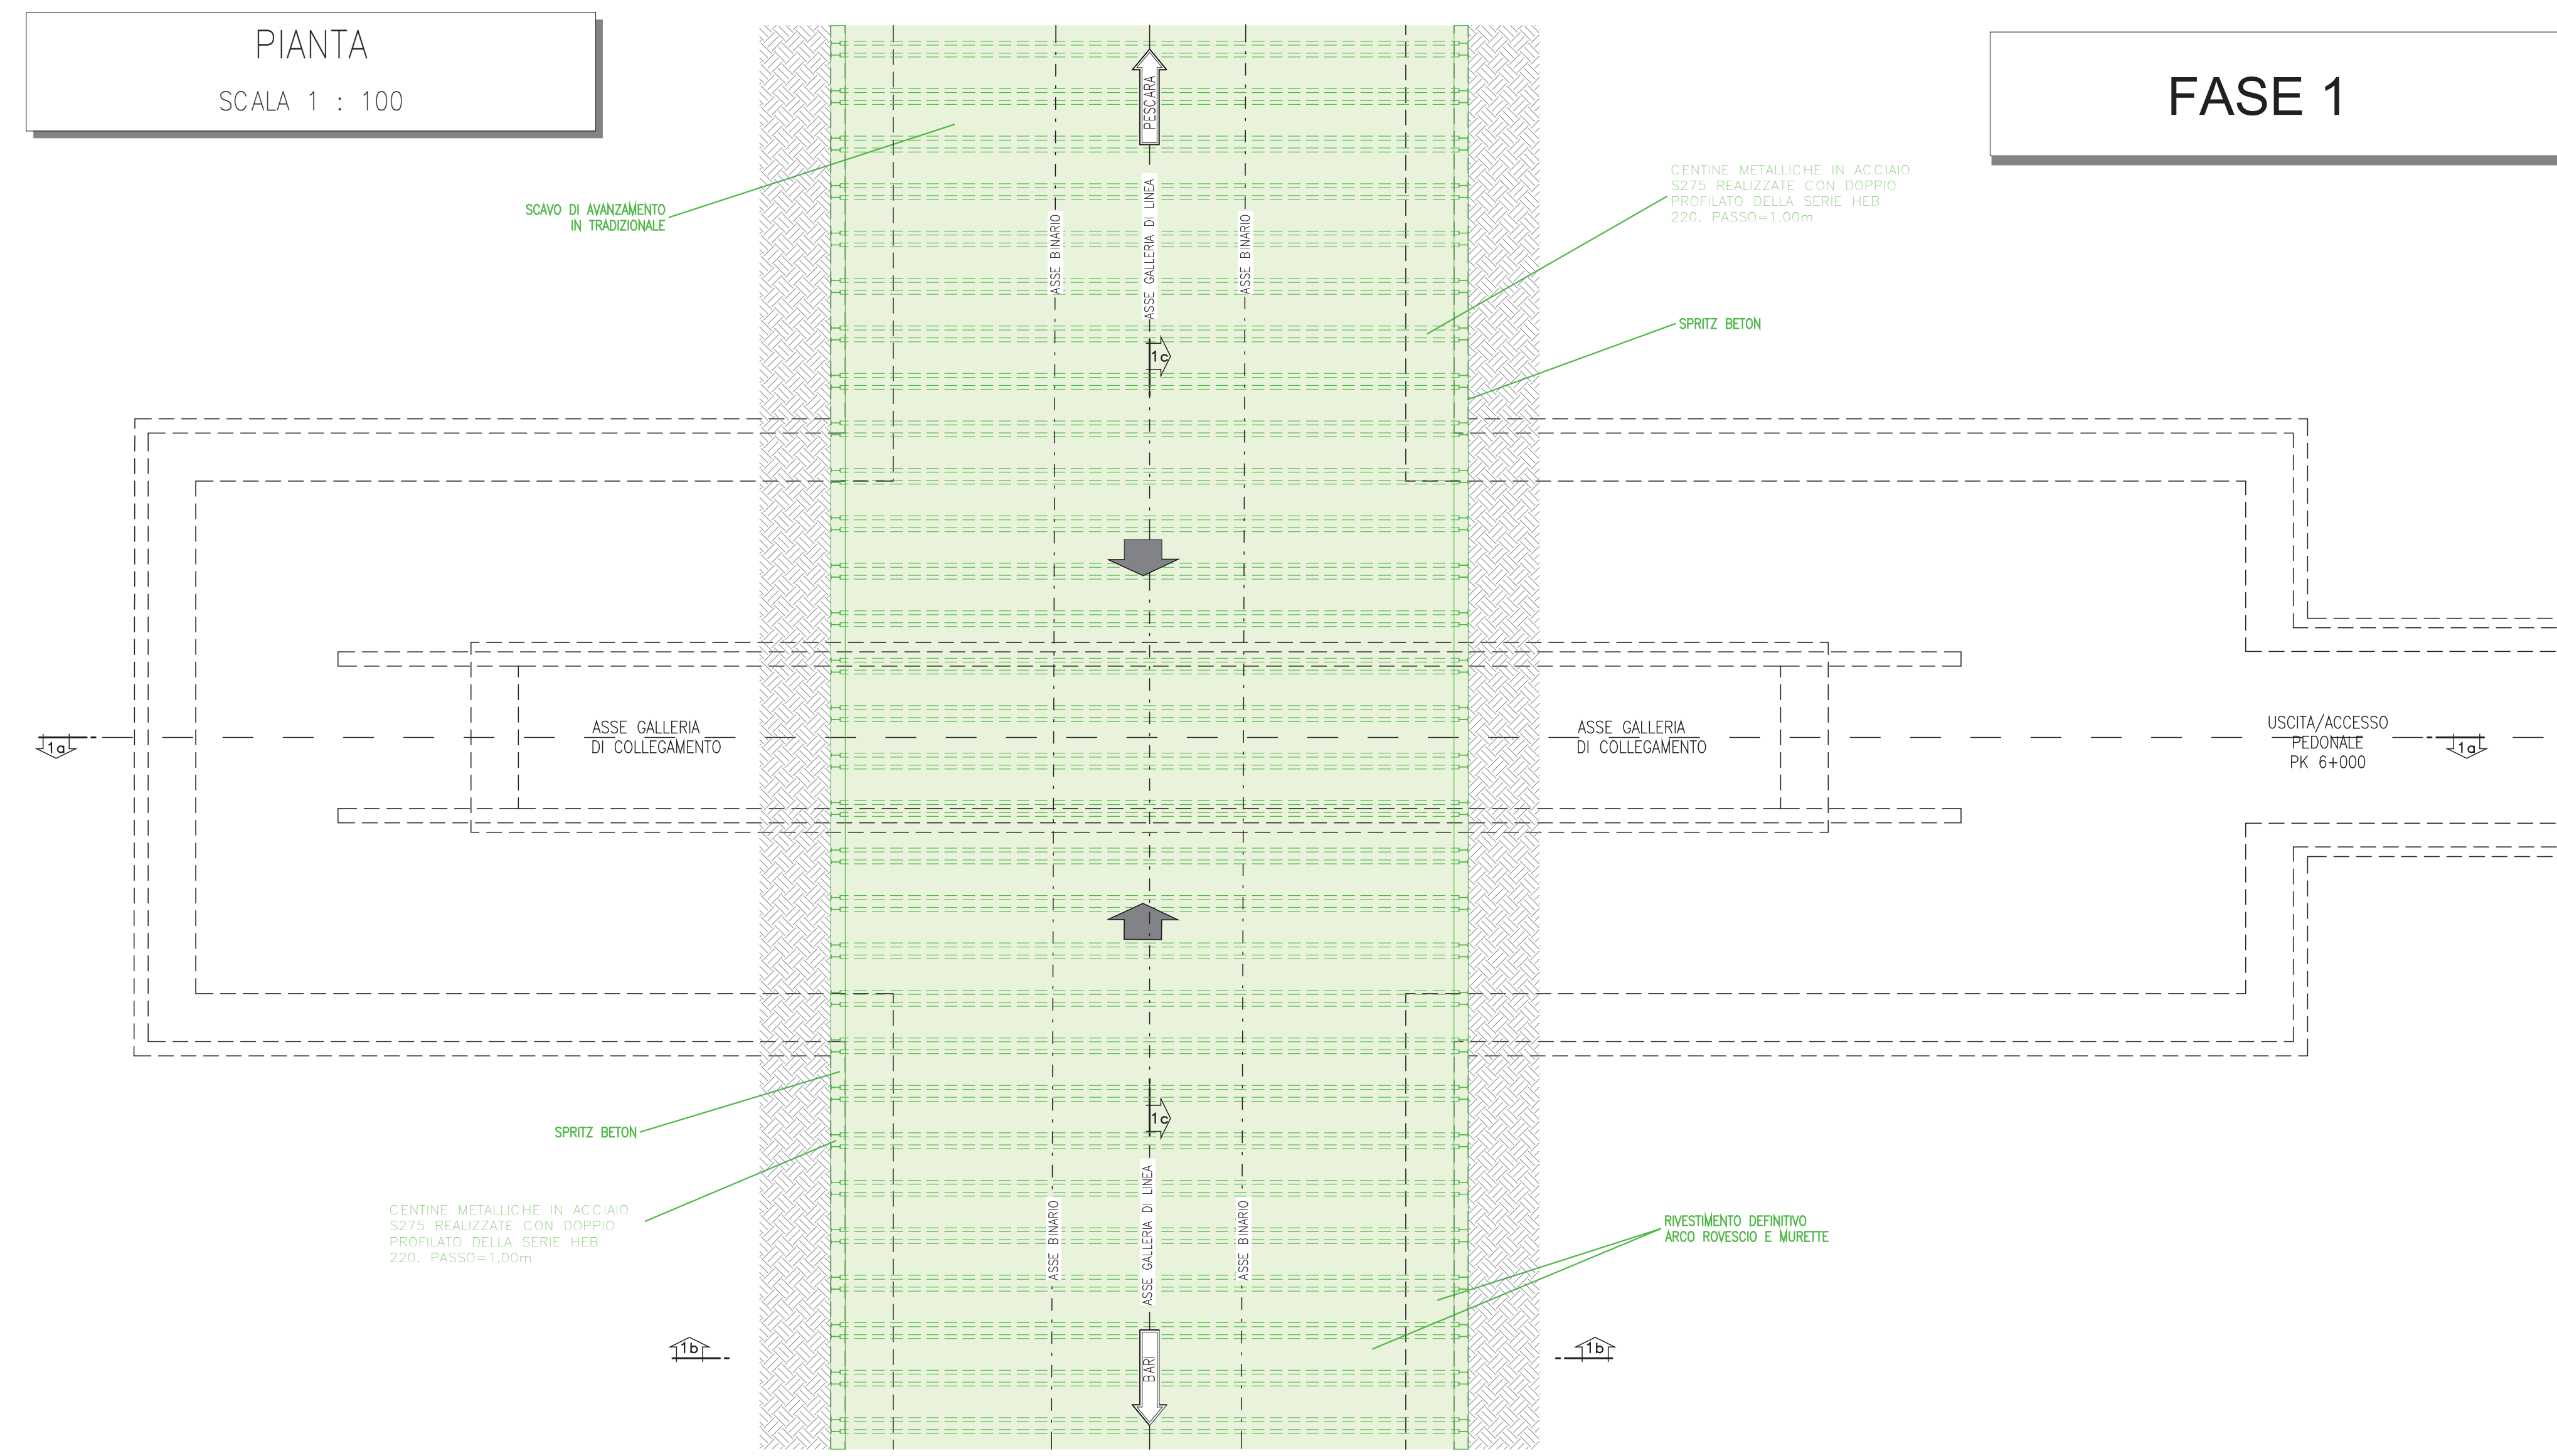 PIANTA
SCALA 1 : 100
FASE 1
PESCARA
SCAVO DI AVANZAMENTO
IN TRADIZIONALE
CENTINE METALLICHE IN ACCIAIO
S275 REALIZZATE CON DOPPIO
PROFILATO DELLA SERIE HEB
220. PASSO=1.00m
ASSE BINARIO
ASSE GALLERIA DI LINEA
ASSE BINARIO
SPRITZ BETON
1c
1a
ASSE GALLERIA
DI COLLEGAMENTO
ASSE GALLERIA
DI COLLEGAMENTO
USCITA/ACCESSO
PEDONALE
PK 6+000
1a
1c
SPRITZ BETON
CENTINE METALLICHE IN ACCIAIO
S275 REALIZZATE CON DOPPIO
PROFILATO DELLA SERIE HEB
220. PASSO=1.00m
ASSE BINARIO
ASSE GALLERIA DI LINEA
ASSE BINARIO
RIVESTIMENTO DEFINITIVO
ARCO ROVESCIO E MURETTE
1b
BARI
1b